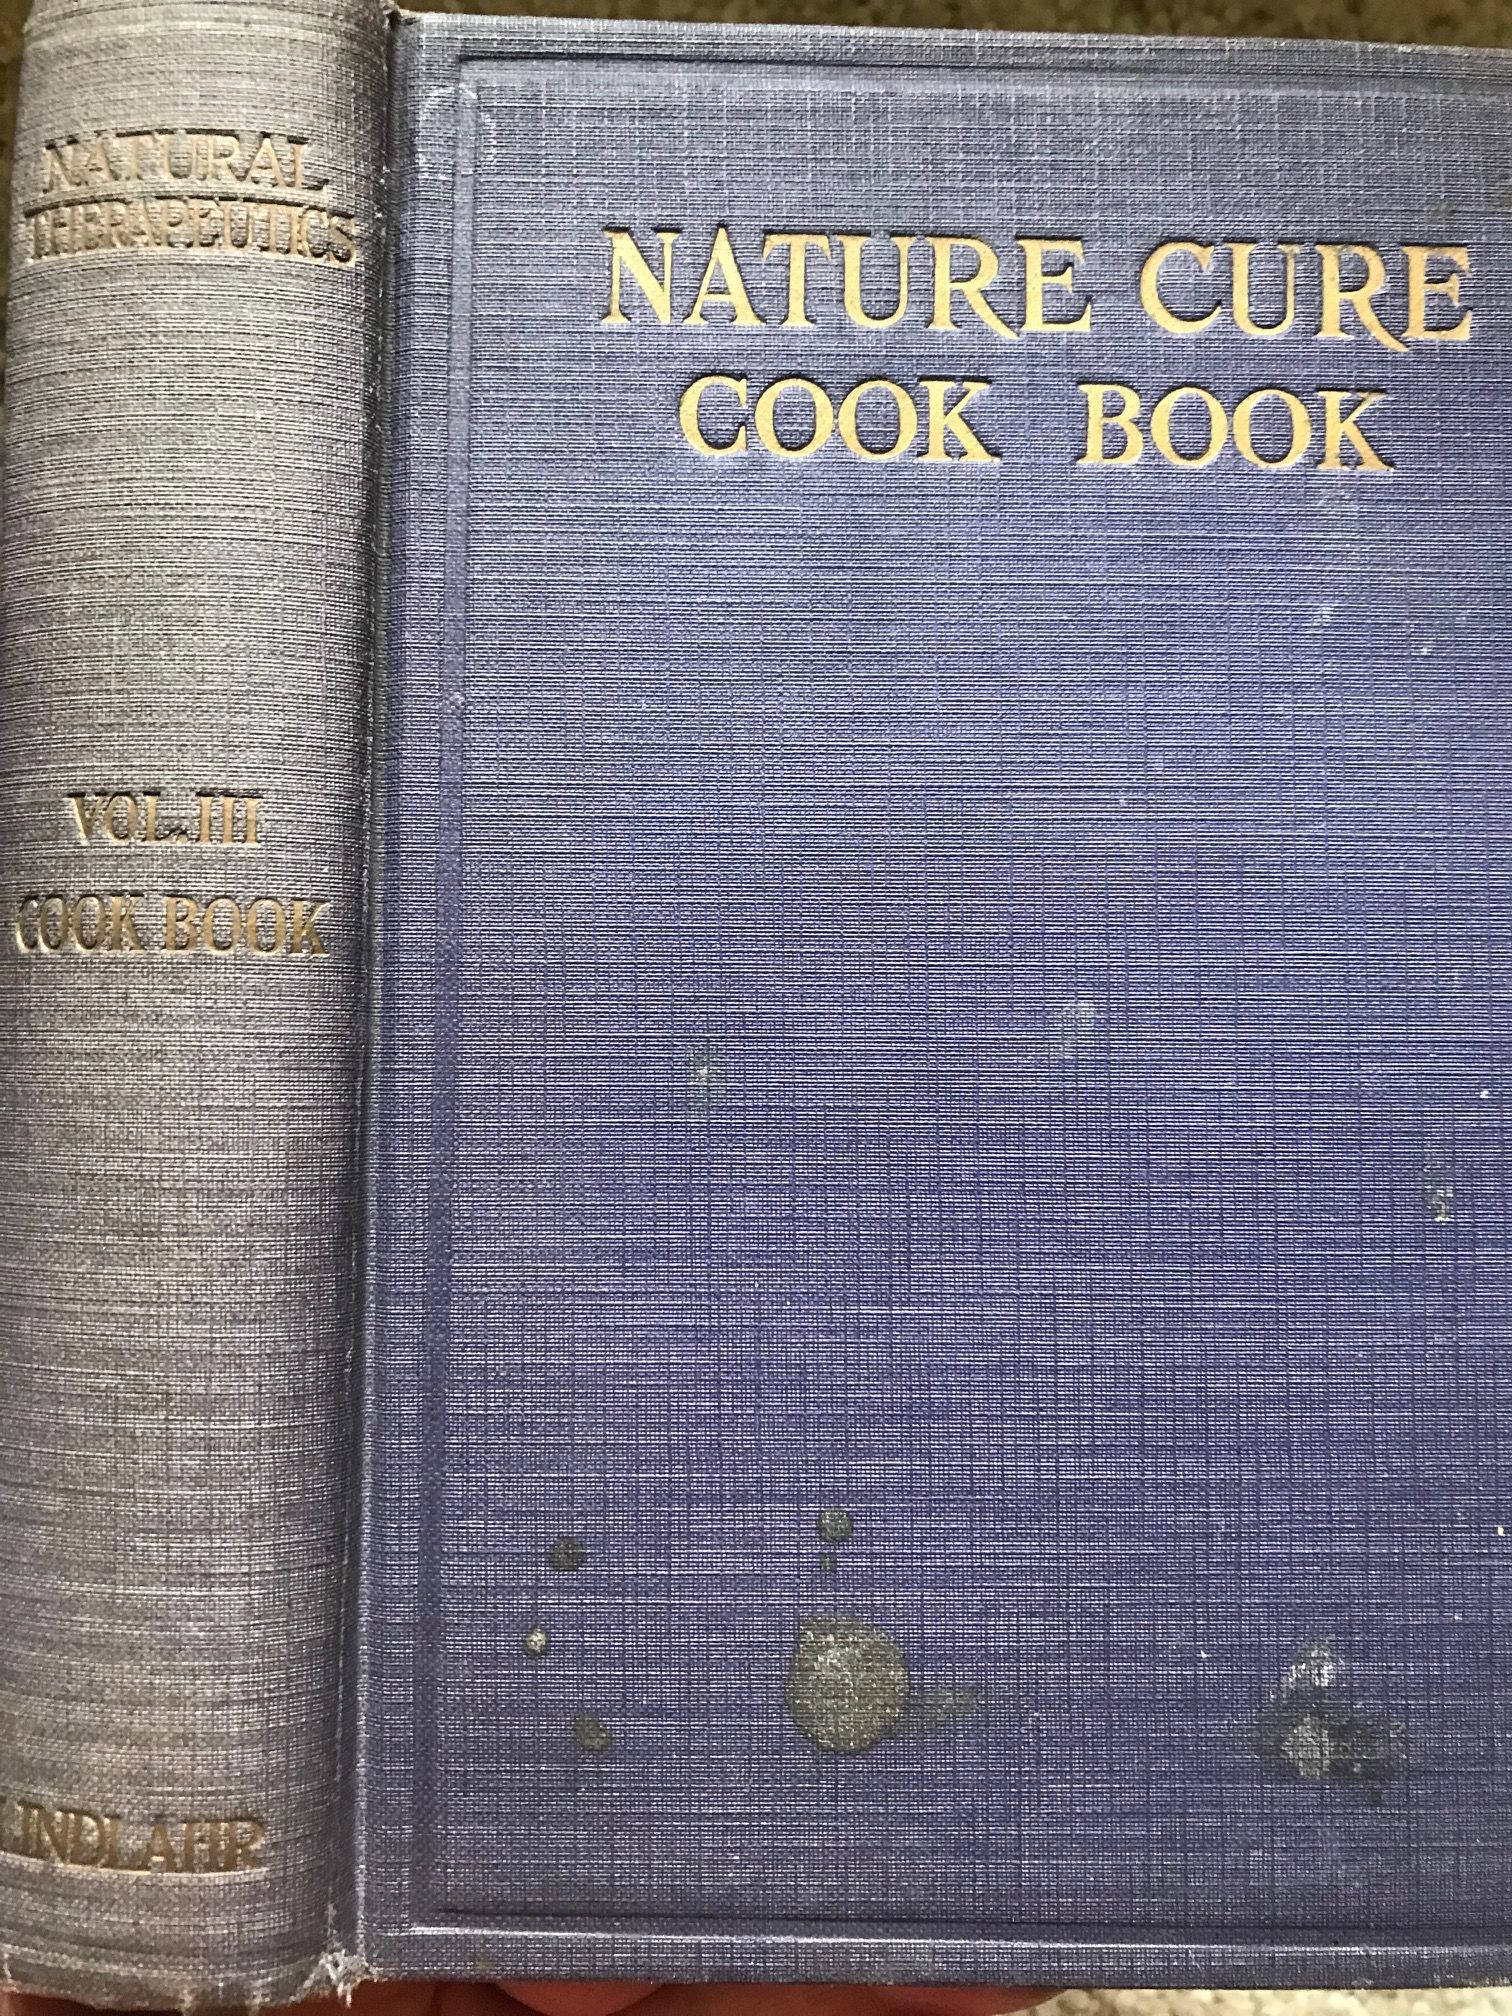 NATURAL
THERAPEUTICS
VOL. III
COOK BOOK
LINDLAHR
NATURE CURE
COOK BOOK